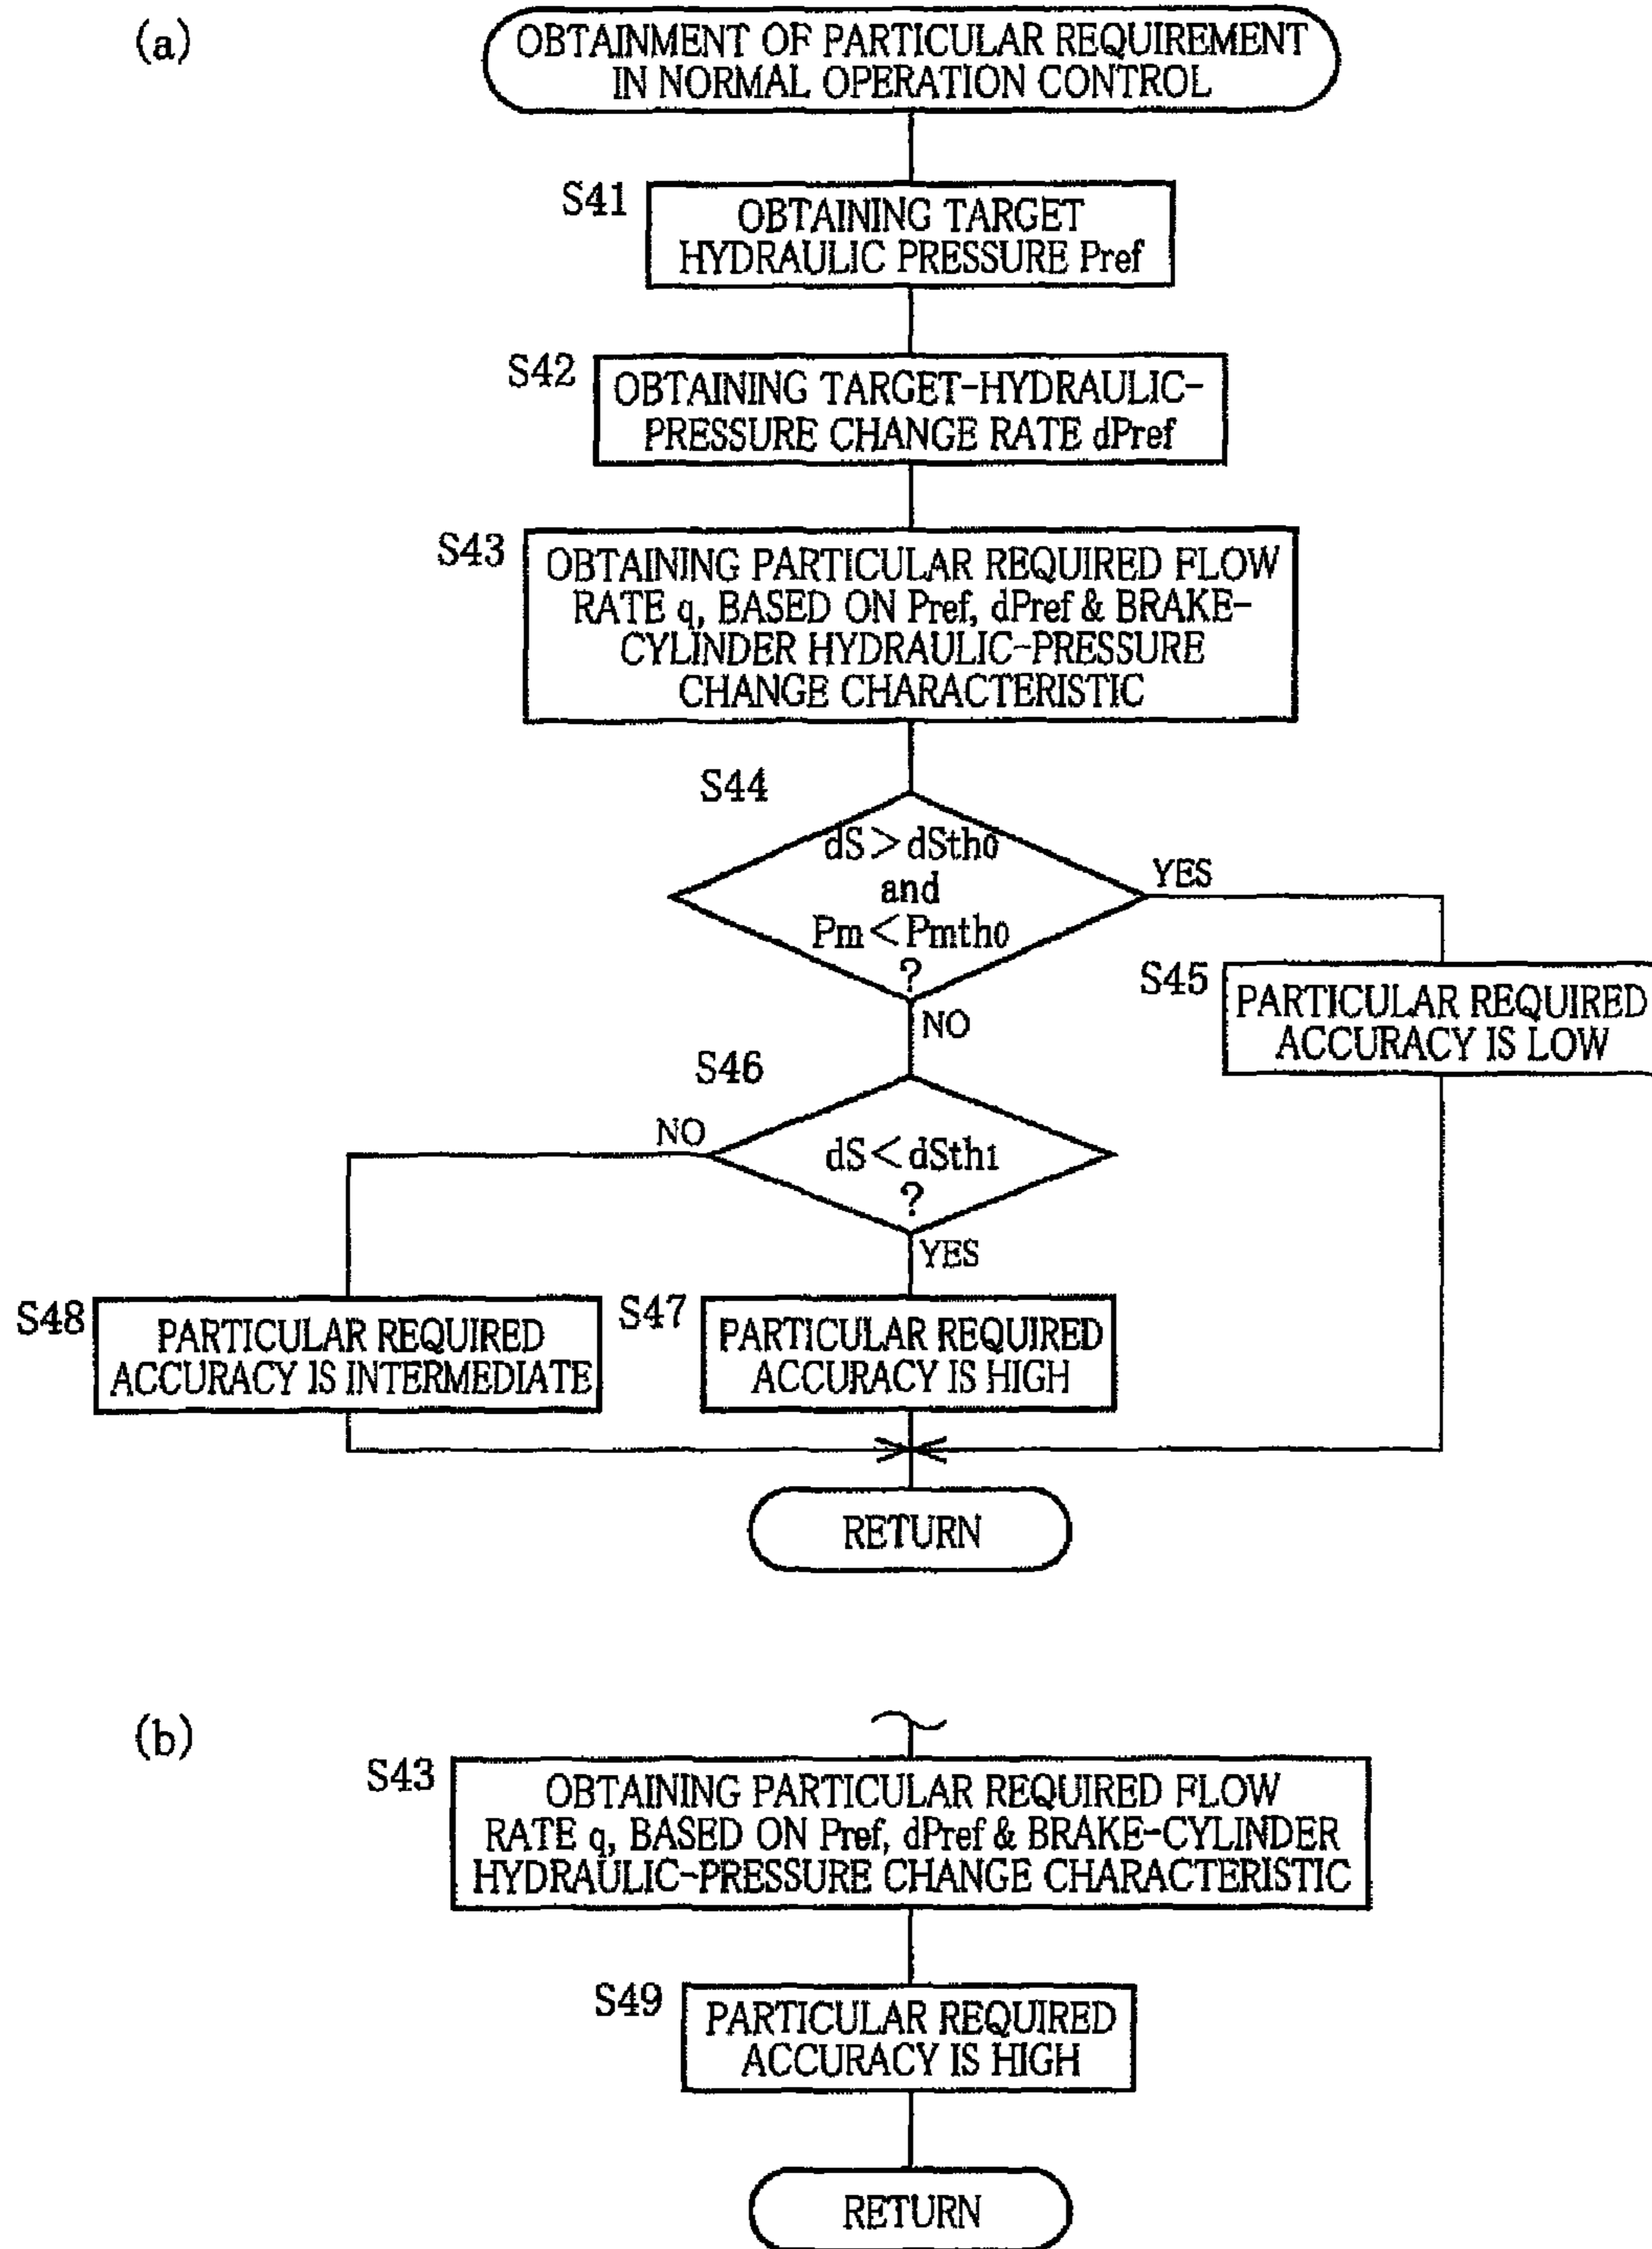 (a)
OBTAINMENT OF PARTICULAR REQUIREMENT
IN NORMAL OPERATION CONTROL
S41
OBTAINING TARGET
HYDRAULIC PRESSURE Pref
S42
OBTAINING TARGET-HYDRAULIC-
PRESSURE CHANGE RATE dPref
S43
OBTAINING PARTICULAR REQUIRED FLOW
RATE q, BASED ON Pref, dPref & BRAKE-
CYLINDER HYDRAULIC-PRESSURE
CHANGE CHARACTERISTIC
S44
dS>dSth0
and
Pm<Pmth0
?
YES
NO
S45
PARTICULAR REQUIRED
ACCURACY IS LOW
S46
dS<dSth1
?
NO
YES
S48
PARTICULAR REQUIRED
ACCURACY IS INTERMEDIATE
S47
PARTICULAR REQUIRED
ACCURACY IS HIGH
RETURN
(b)
S43
OBTAINING PARTICULAR REQUIRED FLOW
RATE q, BASED ON Pref, dPref & BRAKE-CYLINDER
HYDRAULIC-PRESSURE CHANGE CHARACTERISTIC
S49
PARTICULAR REQUIRED
ACCURACY IS HIGH
RETURN